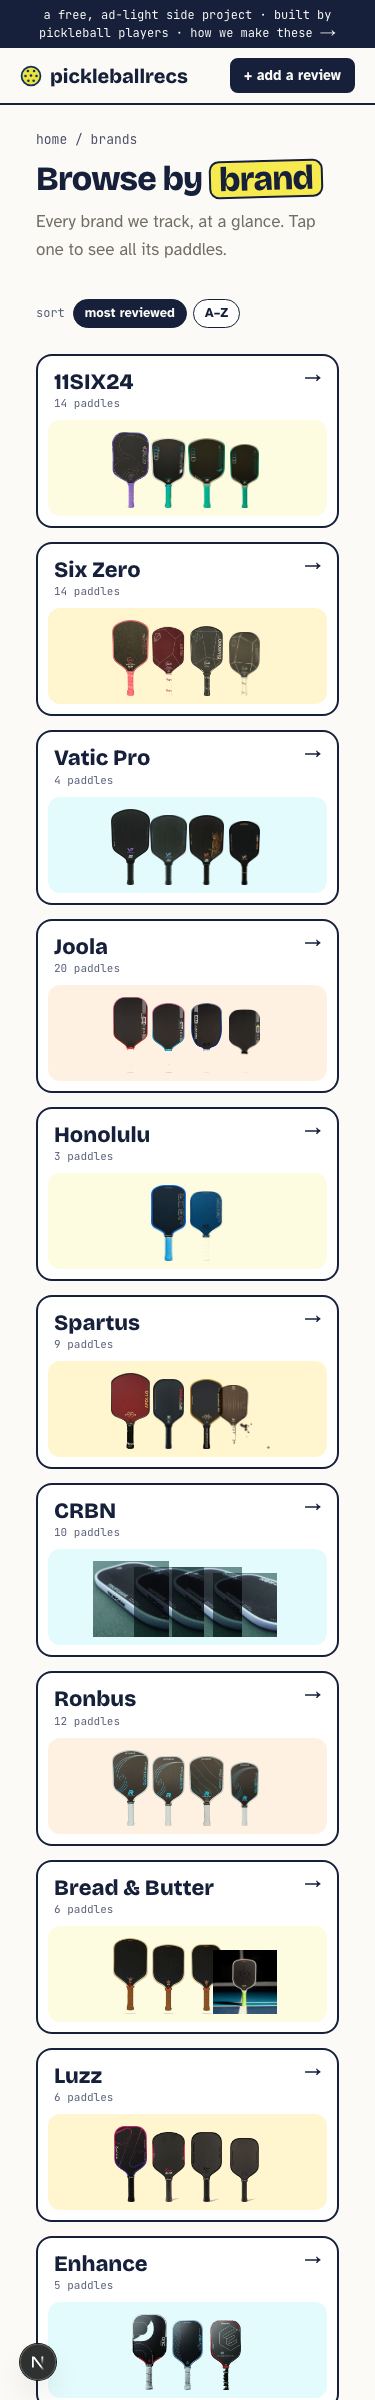 a free, ad-light side project · built by
pickleball players · how we make these →
pickleballrecs
+ add a review
home / brands
Browse by brand
Every brand we track, at a glance. Tap
one to see all its paddles.
sort
most reviewed
A–Z
11SIX24
→
14 paddles
Six Zero
→
14 paddles
Vatic Pro
→
4 paddles
Joola
→
20 paddles
Honolulu
→
3 paddles
Spartus
→
9 paddles
CRBN
→
10 paddles
Ronbus
→
12 paddles
Bread & Butter
→
6 paddles
Luzz
→
6 paddles
Enhance
→
5 paddles
N